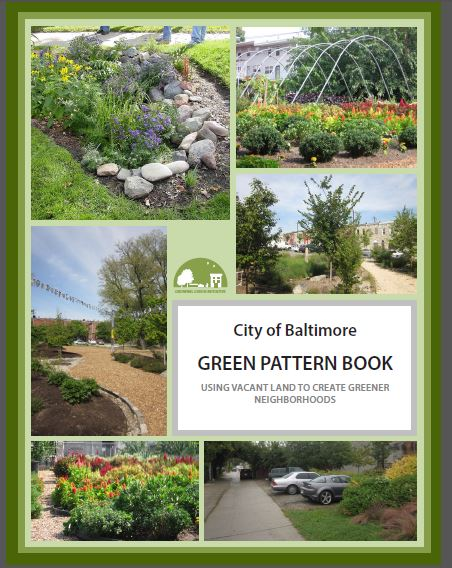 City of Baltimore
GREEN PATTERN BOOK
USING VACANT LAND TO CREATE GREENER
NEIGHBORHOODS